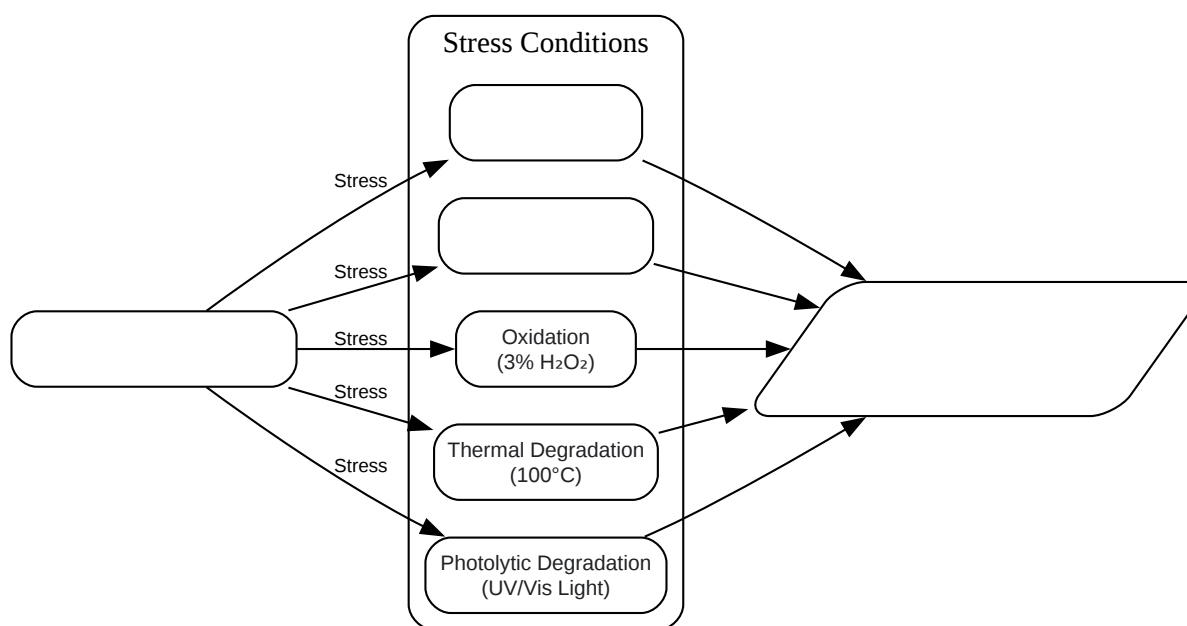 Stress Conditions
Stress
Stress
Stress
Oxidation
(3% H₂O₂)
Stress
Thermal Degradation
(100°C)
Stress
Photolytic Degradation
(UV/Vis Light)